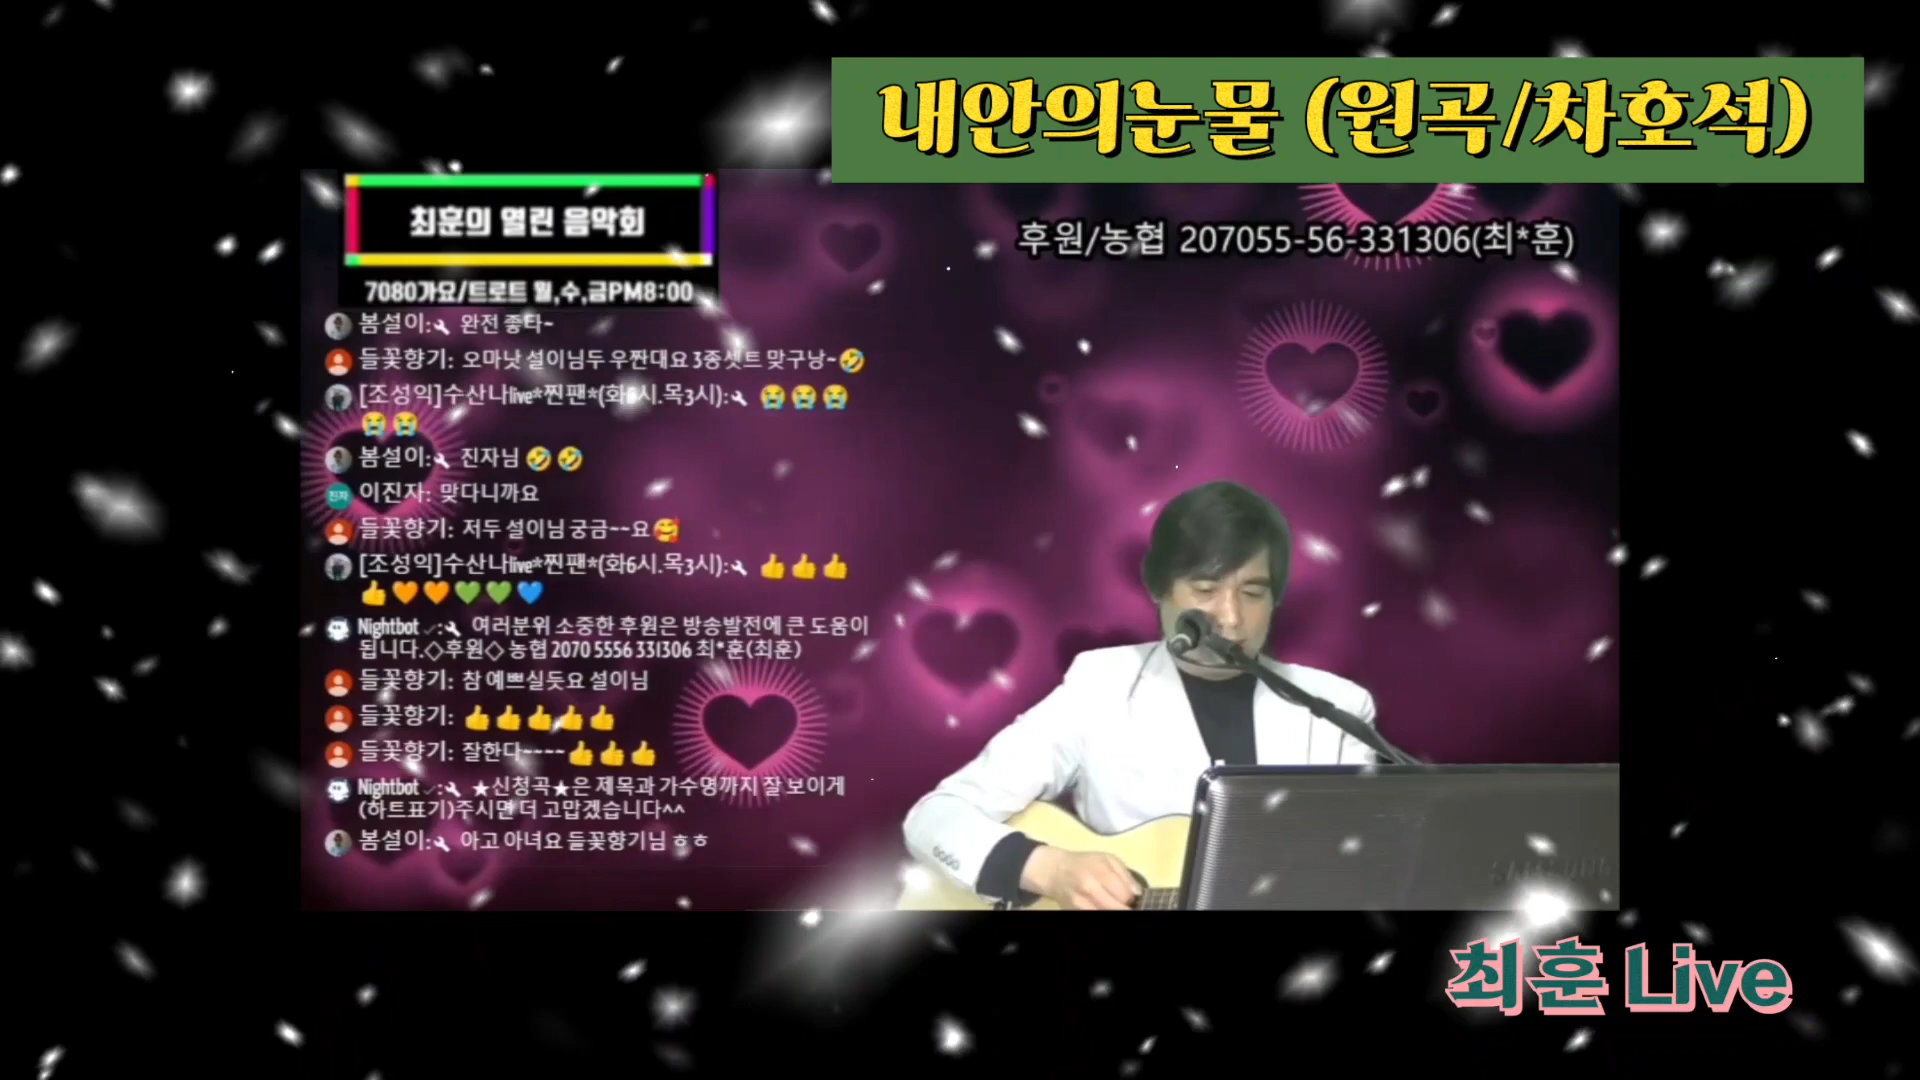 내안의눈물 (원곡/차호석)
최훈의 열린 음악회
후원/농협 207055-56-331306(최*훈)
7080가요/트로트 월,수,금PM8:00
봄설이: 완전 좋타~
들꽃향기: 오마낫 설이님두 우짠대요 3종셋트 맞구낭~🤣
[조성익]수산나live*찐팬*(화6시.목3시): 😭😭😭
😭😭
봄설이: 진자님 🤣🤣
이진자: 맞다니까요
들꽃향기: 저두 설이님 궁금~~요🥰
[조성익]수산나live*찐팬*(화6시.목3시): 👍👍👍
👍🧡🧡💚💚💙
Nightbot✓: 여러분위 소중한 후원은 방송발전에 큰 도움이
됩니다.◇후원◇ 농협 2070 5556 331306 최*훈(최훈)
들꽃향기: 참 예쁘실듯요 설이님
들꽃향기: 👍👍👍👍👍
들꽃향기: 잘한다~~~~👍👍👍
Nightbot✓: ★신청곡★은 제목과 가수명까지 잘 보이게
(하트표기)주시면 더 고맙겠습니다^^
봄설이: 아고 아녀요 들꽃향기님 ㅎㅎ
SAMSUNG
최훈 Live